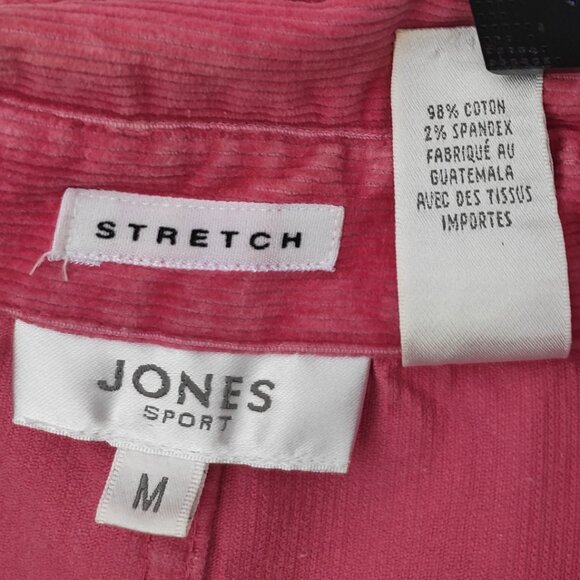 98% COTON
2% SPANDEX
FABRIQUÉ AU
GUATEMALA
AVEC DES TISSUS
IMPORTES
STRETCH
JONES
SPORT
M